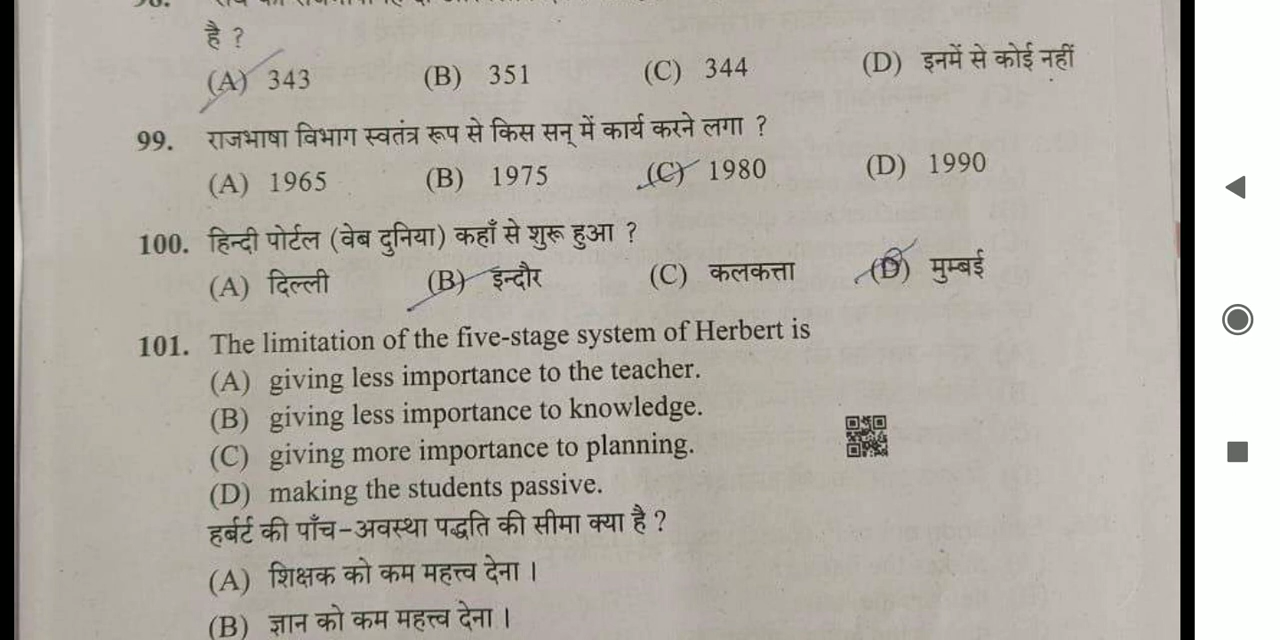 है ?
(A) 343 (B) 351 (C) 344 (D) इनमें से कोई नहीं
99. राजभाषा विभाग स्वतंत्र रूप से किस सन् में कार्य करने लगा ?
(A) 1965 (B) 1975 (C) 1980 (D) 1990
100. हिन्दी पोर्टल (वेब दुनिया) कहाँ से शुरू हुआ ?
(A) दिल्ली (B) इन्दौर (C) कलकत्ता (D) मुम्बई
101. The limitation of the five-stage system of Herbert is
(A) giving less importance to the teacher.
(B) giving less importance to knowledge.
(C) giving more importance to planning.
(D) making the students passive.
हर्बर्ट की पाँच-अवस्था पद्धति की सीमा क्या है ?
(A) शिक्षक को कम महत्त्व देना ।
(B) ज्ञान को कम महत्त्व देना ।